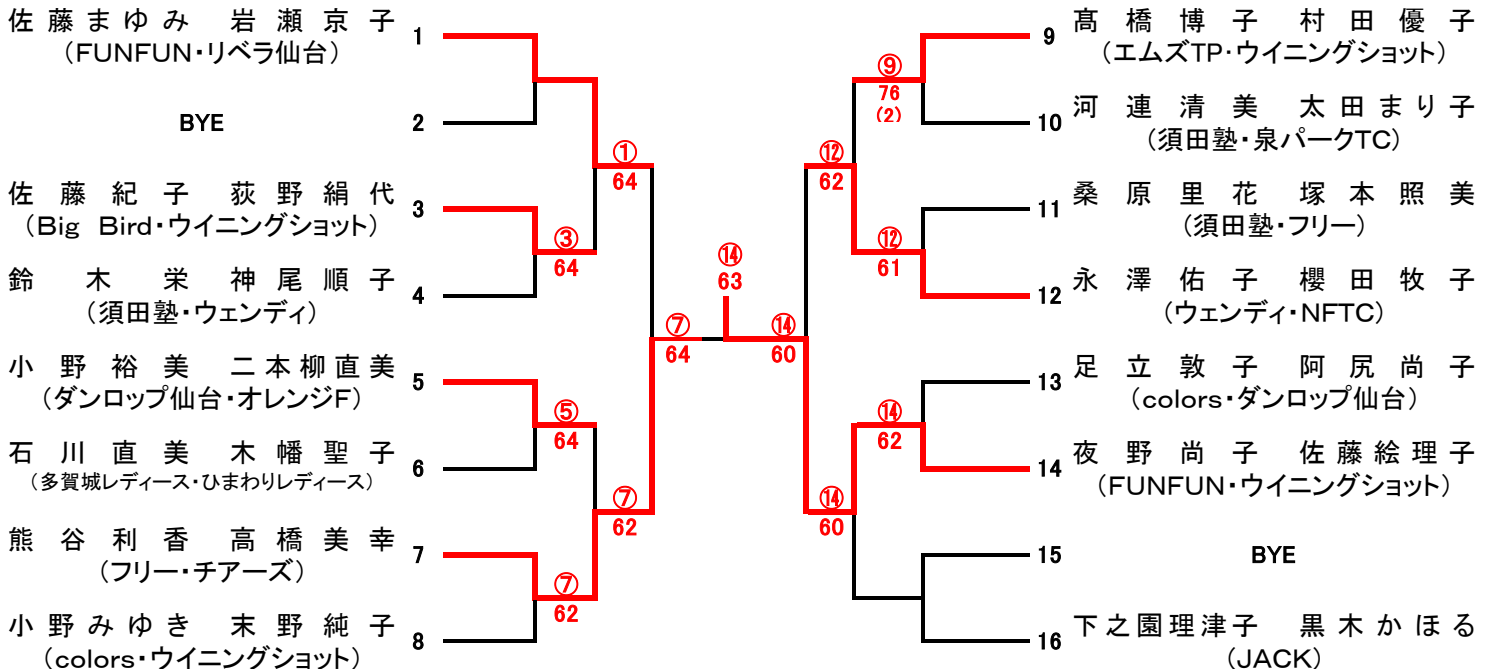 佐藤まゆみ 岩瀬京子
(FUNFUN・リベラ仙台)
1
BYE
2
佐藤紀子 荻野絹代
(Big Bird・ウイニングショット)
3
鈴木栄 神尾順子
(須田塾・ウェンディ)
4
小野裕美 二本柳直美
(ダンロップ仙台・オレンジF)
5
石川直美 木幡聖子
(多賀城レディース・ひまわりレディース)
6
熊谷利香 高橋美幸
(フリー・チアーズ)
7
小野みゆき 末野純子
(colors・ウイニングショット)
8
③
64
⑤
64
⑦
62
①
64
⑦
62
⑦
64
⑭
63
⑭
60
⑫
62
⑭
60
⑨
76
(2)
⑫
61
⑭
62
9
髙橋博子 村田優子
(エムズTP・ウイニングショット)
10
河連清美 太田まり子
(須田塾・泉パークTC)
11
桑原里花 塚本照美
(須田塾・フリー)
12
永澤佑子 櫻田牧子
(ウェンディ・NFTC)
13
足立敦子 阿尻尚子
(colors・ダンロップ仙台)
14
夜野尚子 佐藤絵理子
(FUNFUN・ウイニングショット)
15
BYE
16
下之園理津子 黒木かほる
(JACK)